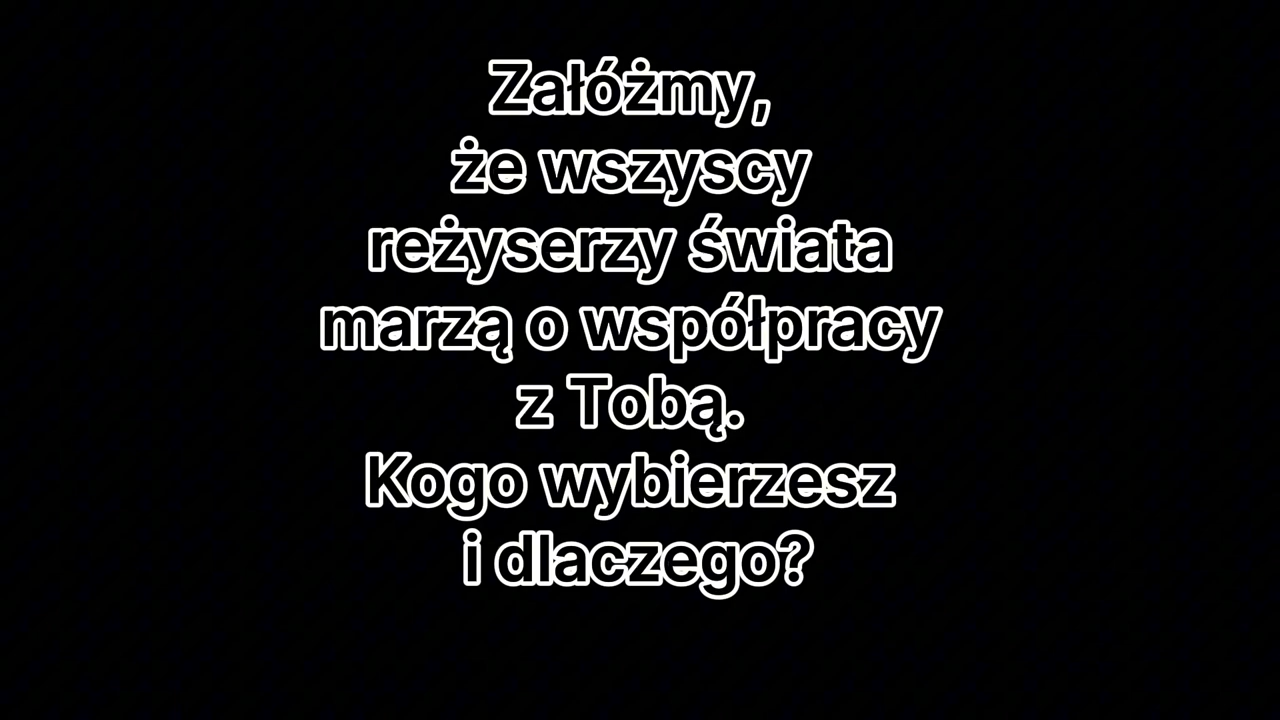 Załóżmy,
że wszyscy
reżyserzy świata
marzą o współpracy
z Tobą.
Kogo wybierzesz
i dlaczego?